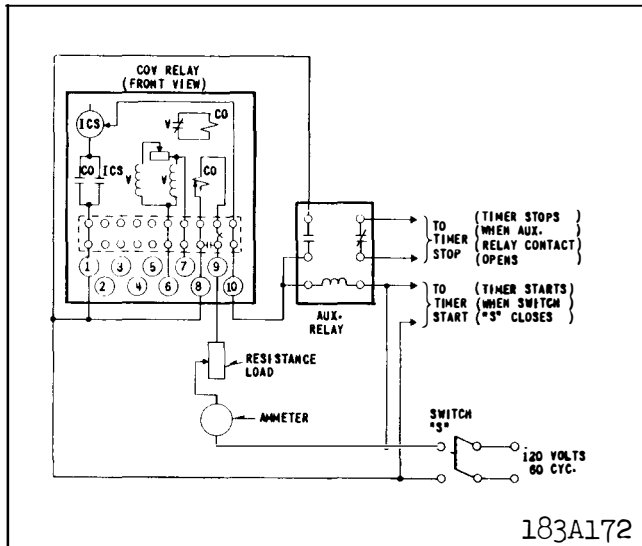 COV RELAY
(FRONT VIEW)
ICS
V
CO
CO
ICS
V
V
CO
1
3
5
7
9
2
4
6
8
10
AUX.
RELAY
TO
TIMER
STOP
(TIMER STOPS
(WHEN AUX.
(RELAY CONTACT
(OPENS
TO
TIMER
START
(TIMER STARTS
(WHEN SWITCH
("S" CLOSES
RESISTANCE
LOAD
AMMETER
SWITCH
"S"
120 VOLTS
60 CYC.
183A172